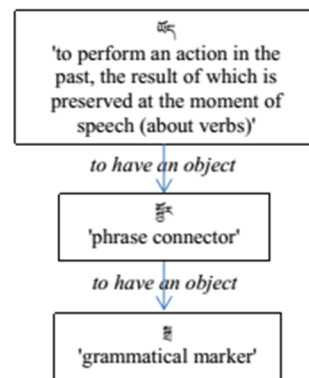 ཡོད
'to perform an action in the
past, the result of which is
preserved at the moment of
speech (about verbs)'
to have an object
'phrase connector'
to have an object
'grammatical marker'